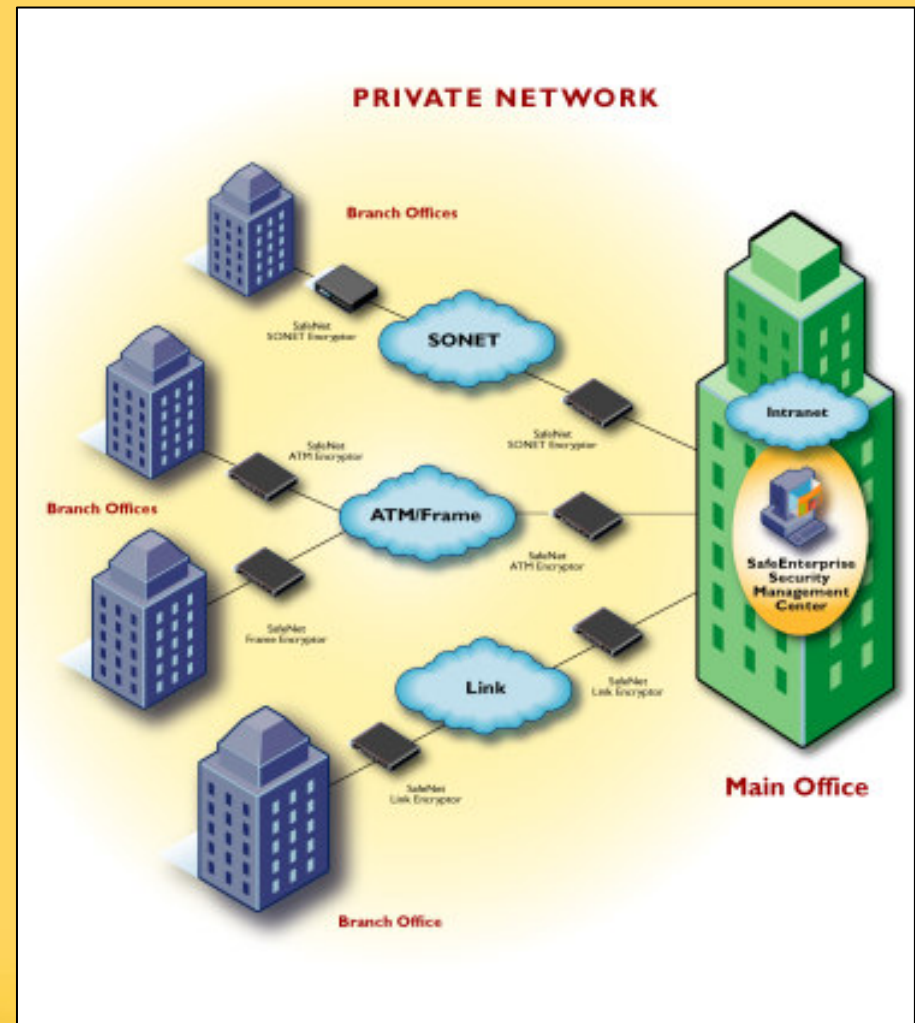 PRIVATE NETWORK
Branch Offices
SafeNet
SONET Encryptor
SONET
SafeNet
SONET Encryptor
Intranet
SafeNet
ATM Encryptor
Branch Offices
ATM/Frame
SafeNet
ATM Encryptor
SafeEnterprise
Security
Management
Center
SafeNet
Frame Encryptor
Link
SafeNet
Link Encryptor
SafeNet
Link Encryptor
Main Office
Branch Office